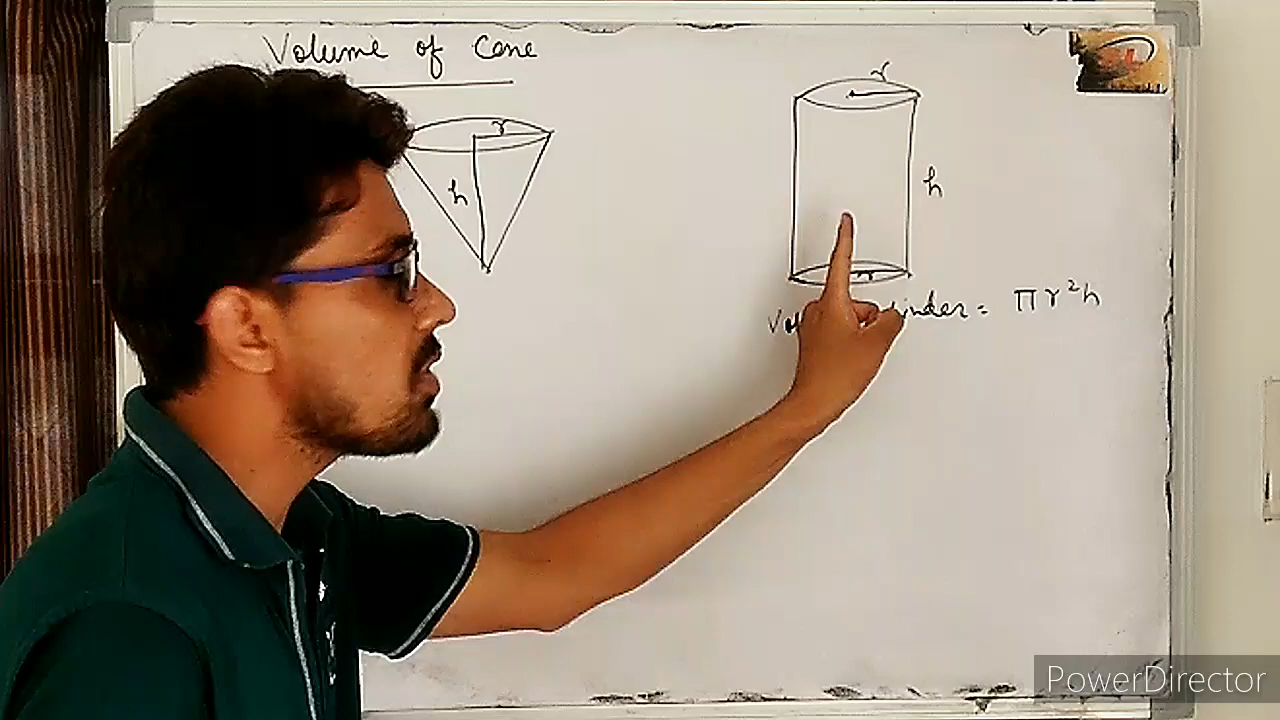 Volume of Cone
r
h
r
h
r
inder = πr²h
PowerDirector